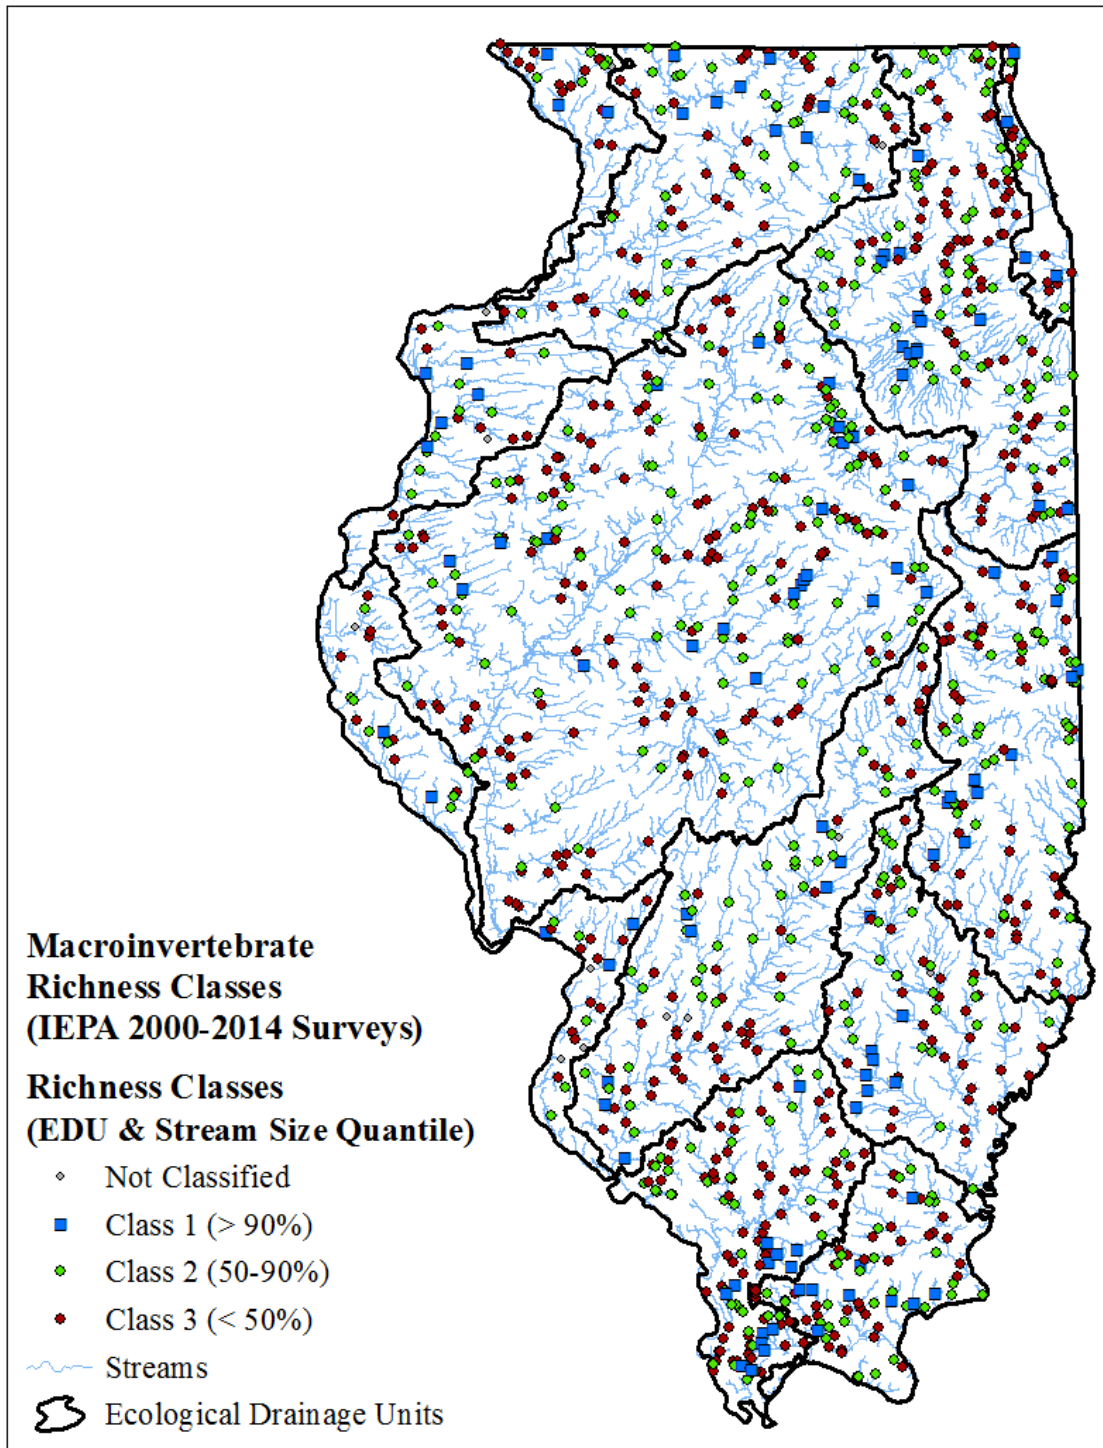 Macroinvertebrate
Richness Classes
(IEPA 2000-2014 Surveys)
Richness Classes
(EDU & Stream Size Quantile)
Not Classified
Class 1 (> 90%)
Class 2 (50-90%)
Class 3 (< 50%)
Streams
Ecological Drainage Units